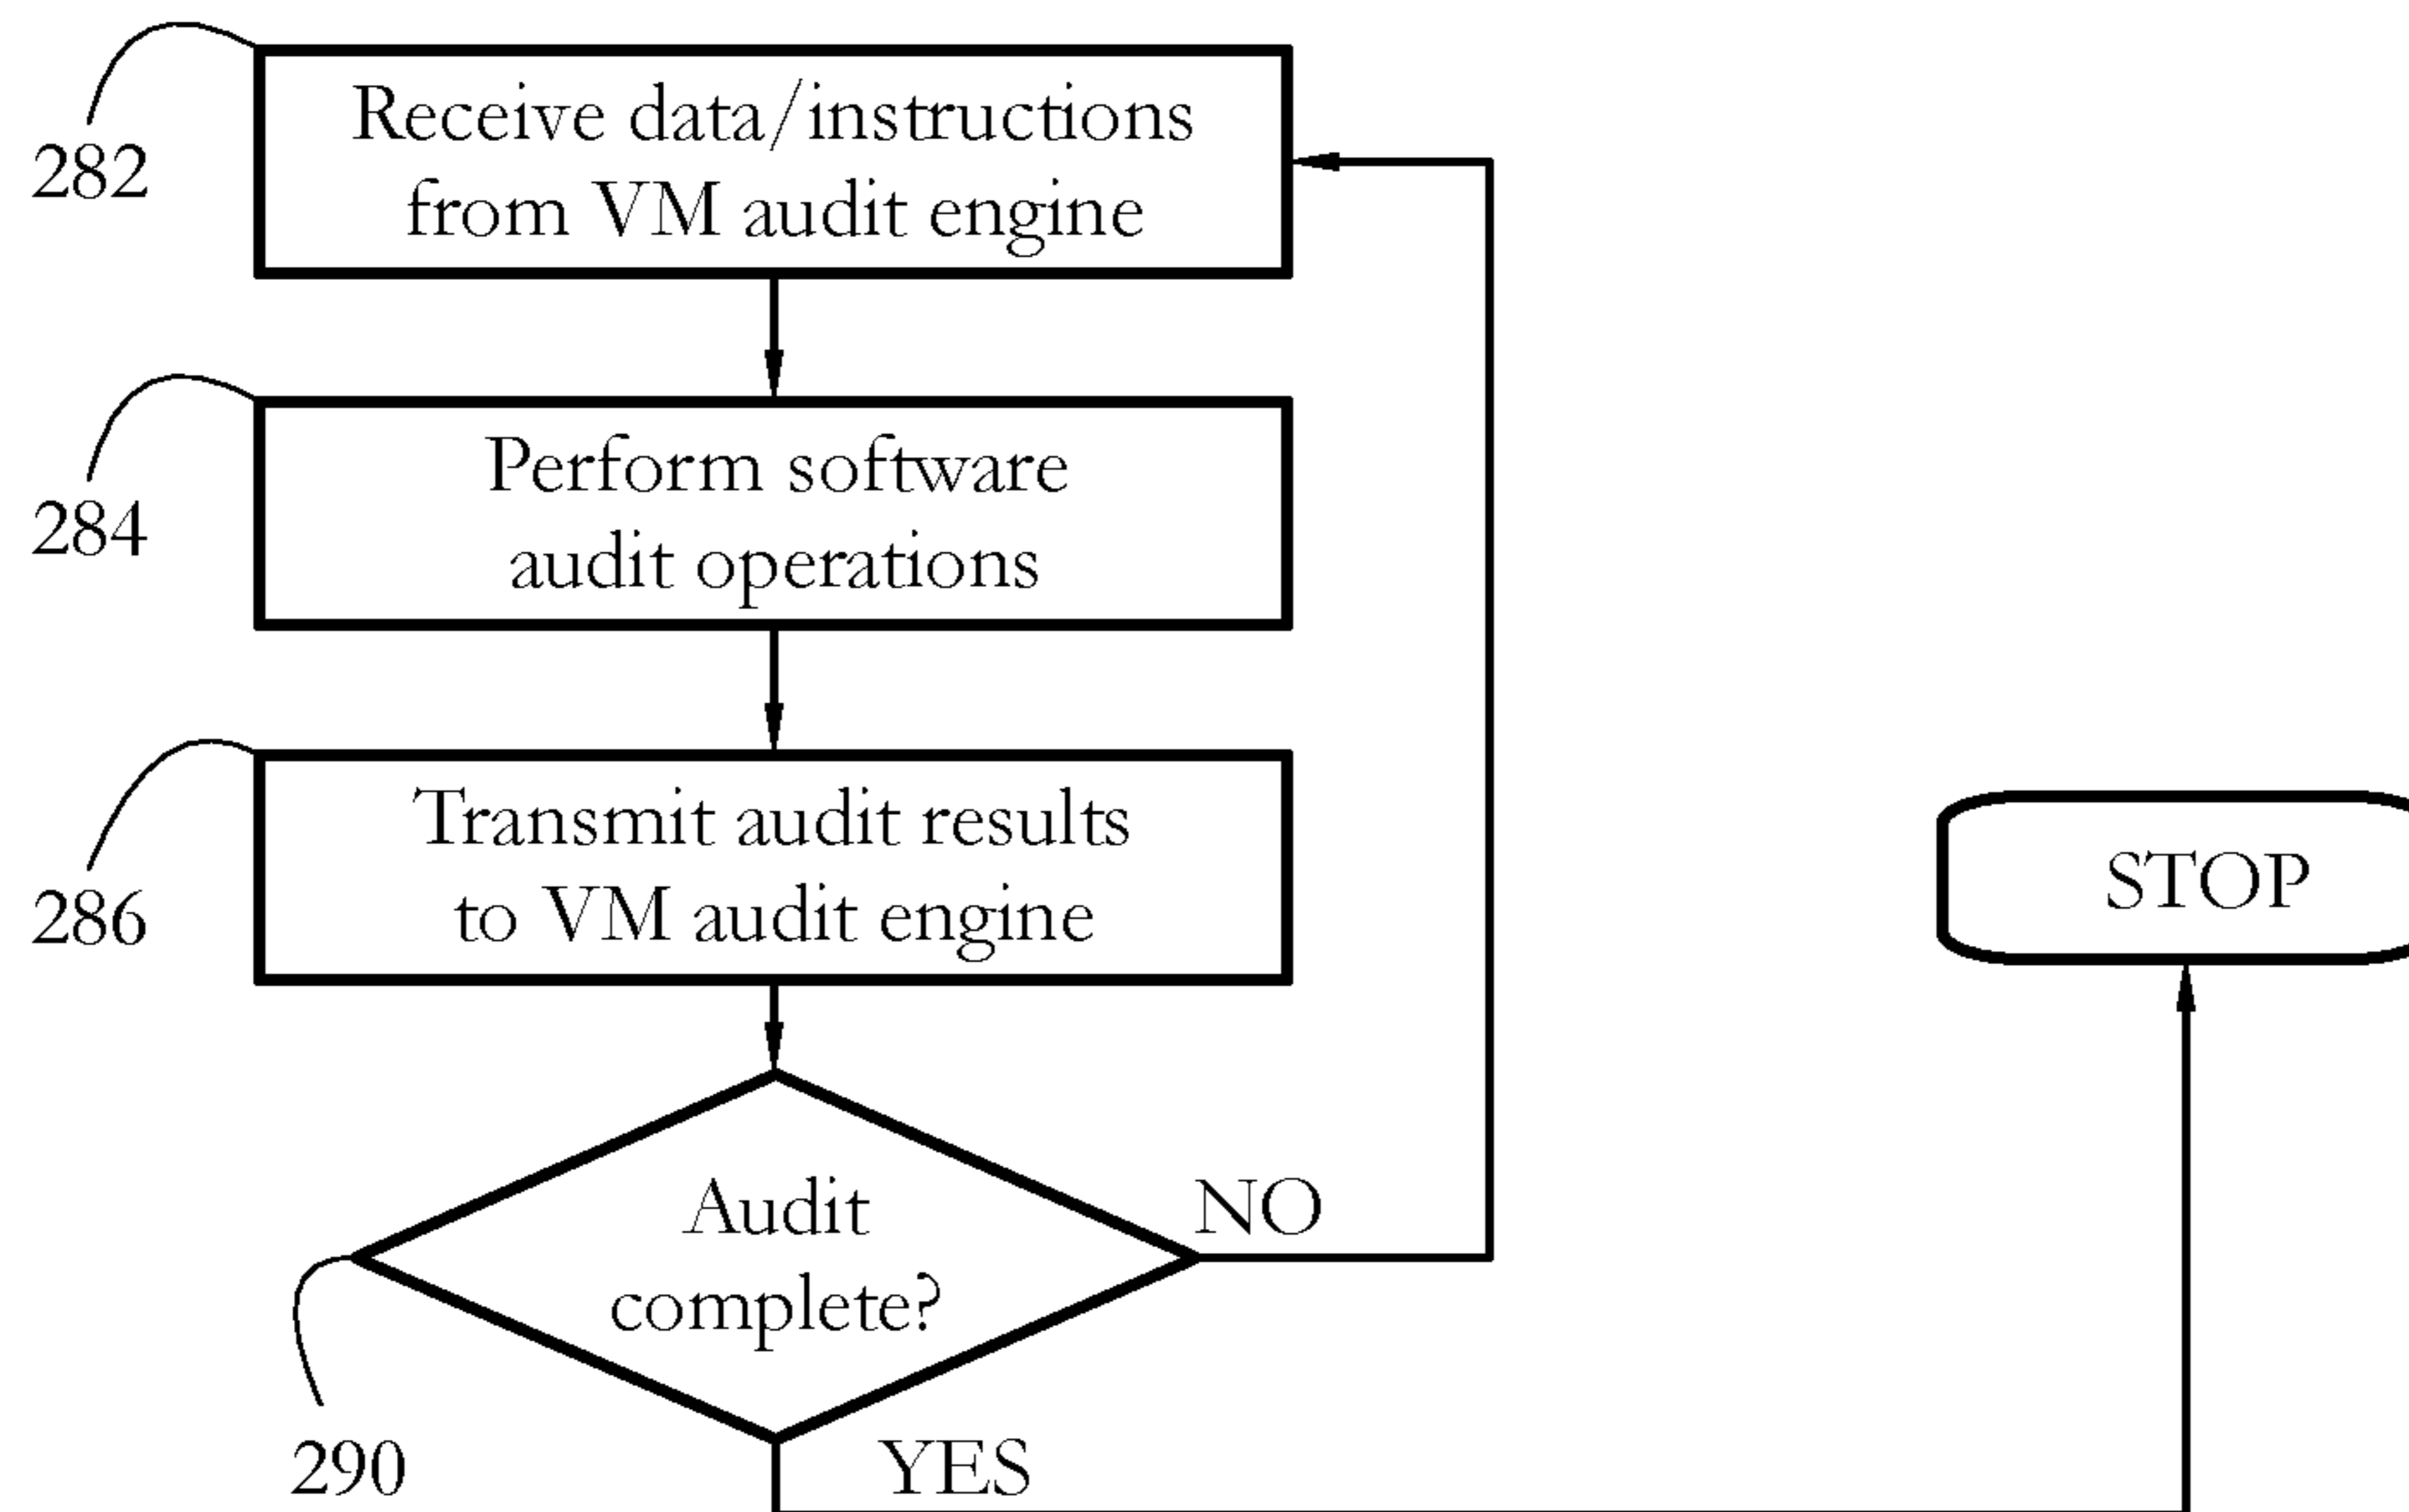 Receive data/instructions
from VM audit engine
282
Perform software
audit operations
284
Transmit audit results
to VM audit engine
286
STOP
Audit
complete?
NO
290
YES